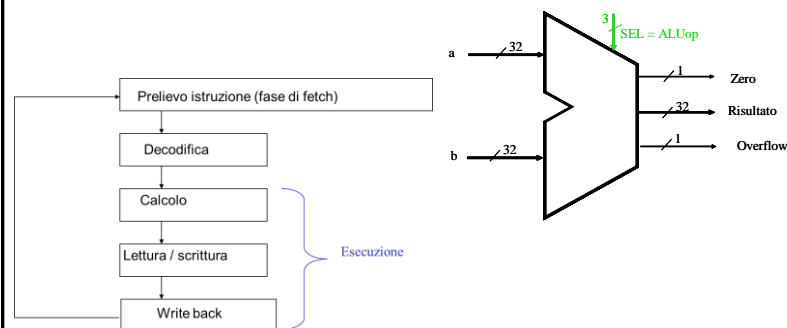 Prelievo istruzione (fase di fetch)
Decodifica
Calcolo
Lettura / scrittura
Write back
Esecuzione
3
SEL = ALUop
a
32
b
32
1
Zero
32
Risultato
1
Overflow